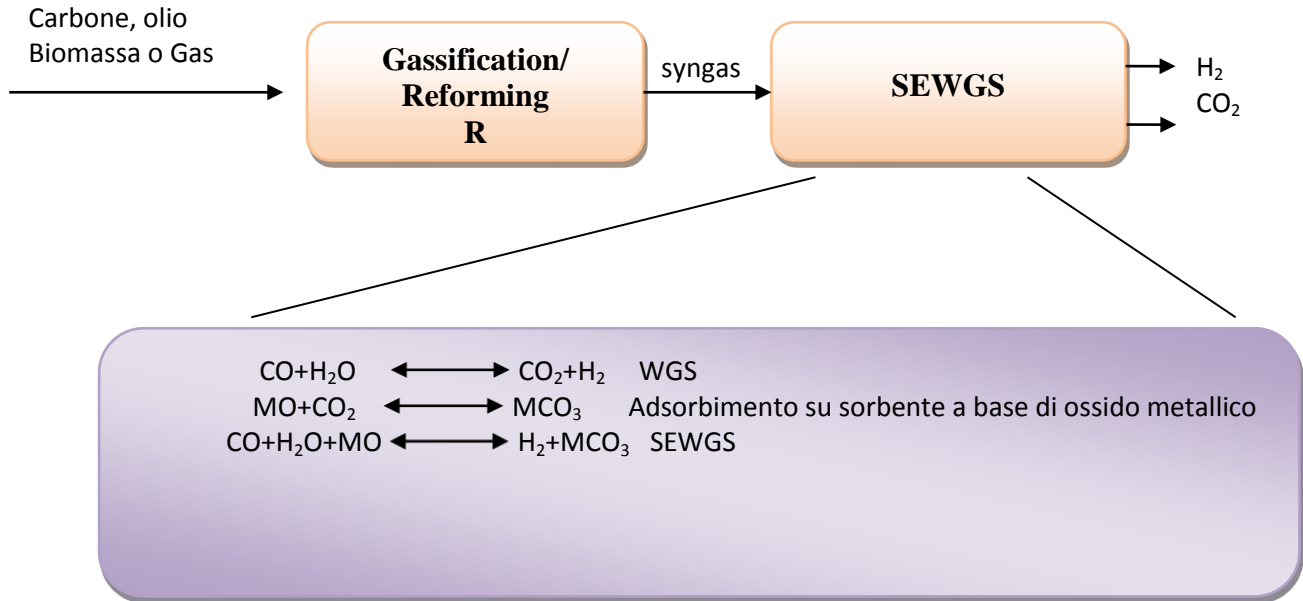 Carbone, olio
Biomassa o Gas
Gassification/
Reforming
R
syngas
SEWGS
H₂
CO₂
CO+H₂O CO₂+H₂ WGS
MO+CO₂ MCO₃ Adsorbimento su sorbente a base di ossido metallico
CO+H₂O+MO H₂+MCO₃ SEWGS